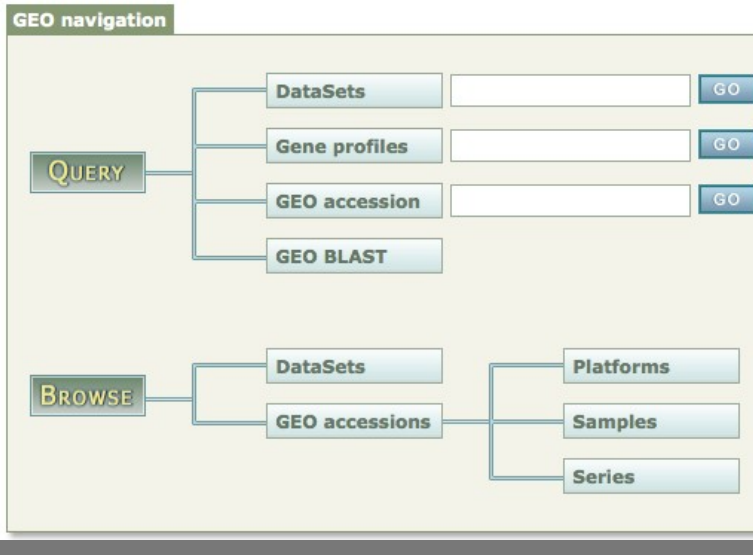 GEO navigation
DataSets GO
Gene profiles GO
QUERY
GEO accession GO
GEO BLAST
DataSets Platforms
BROWSE
GEO accessions Samples
Series